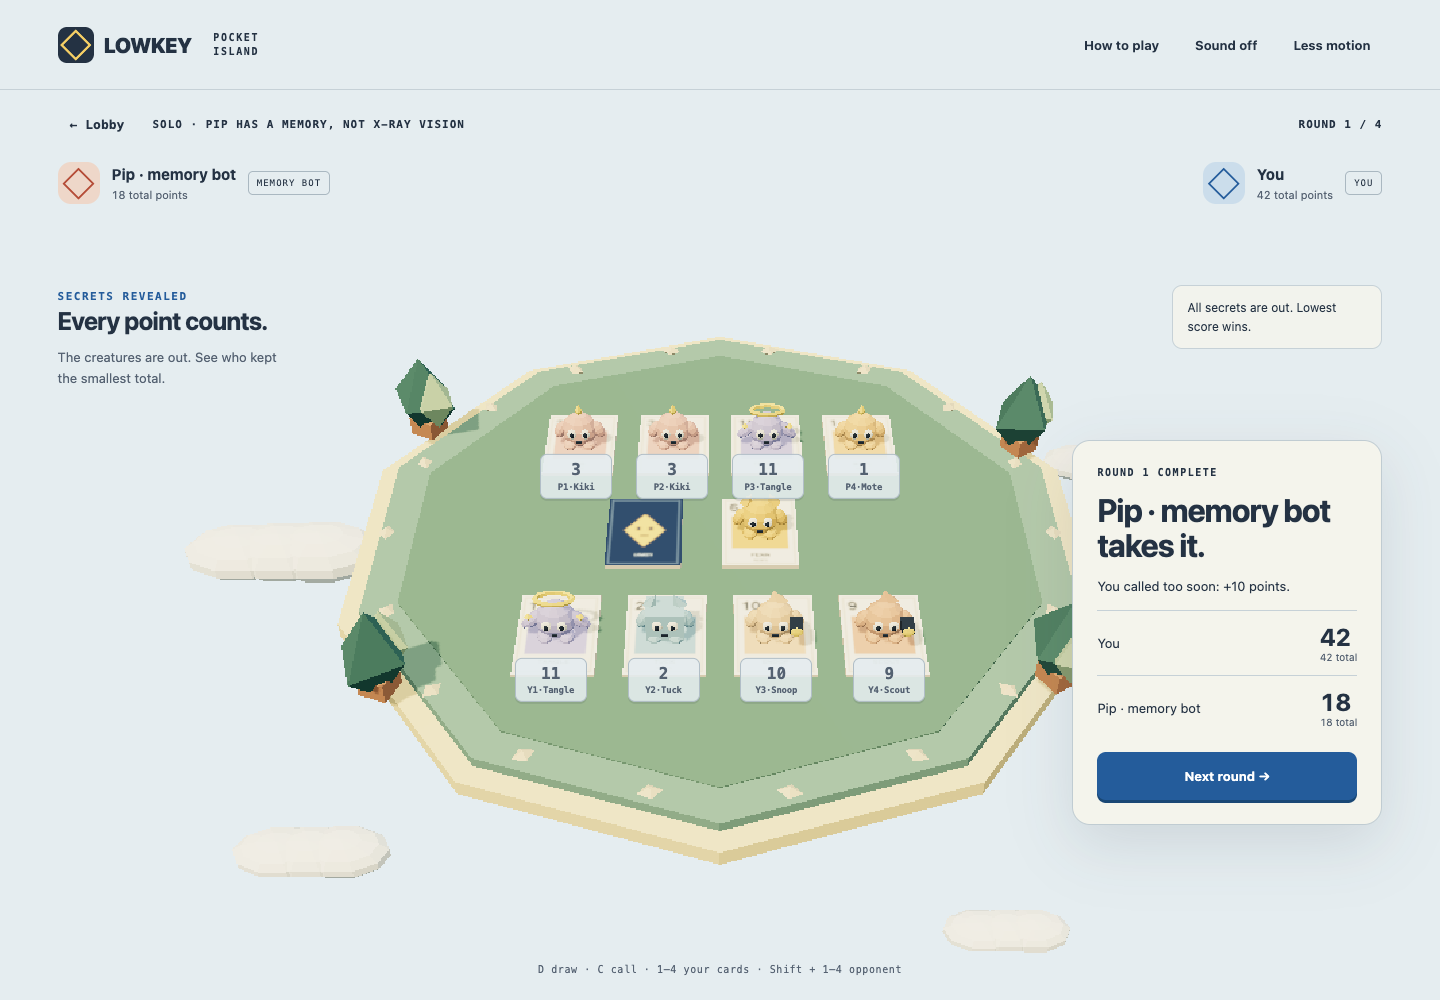 LOWKEY
POCKET
ISLAND
How to play
Sound off
Less motion
← Lobby
SOLO · PIP HAS A MEMORY, NOT X-RAY VISION
ROUND 1 / 4
Pip · memory bot
18 total points
MEMORY BOT
You
42 total points
YOU
SECRETS REVEALED
Every point counts.
The creatures are out. See who kept
the smallest total.
All secrets are out. Lowest
score wins.
3
P1·Kiki
3
P2·Kiki
11
P3·Tangle
1
P4·Mote
2
10
9
11
Y1·Tangle
2
Y2·Tuck
10
Y3·Snoop
9
Y4·Scout
ROUND 1 COMPLETE
Pip · memory bot
takes it.
You called too soon: +10 points.
You
42
42 total
Pip · memory bot
18
18 total
Next round →
D draw · C call · 1–4 your cards · Shift + 1–4 opponent